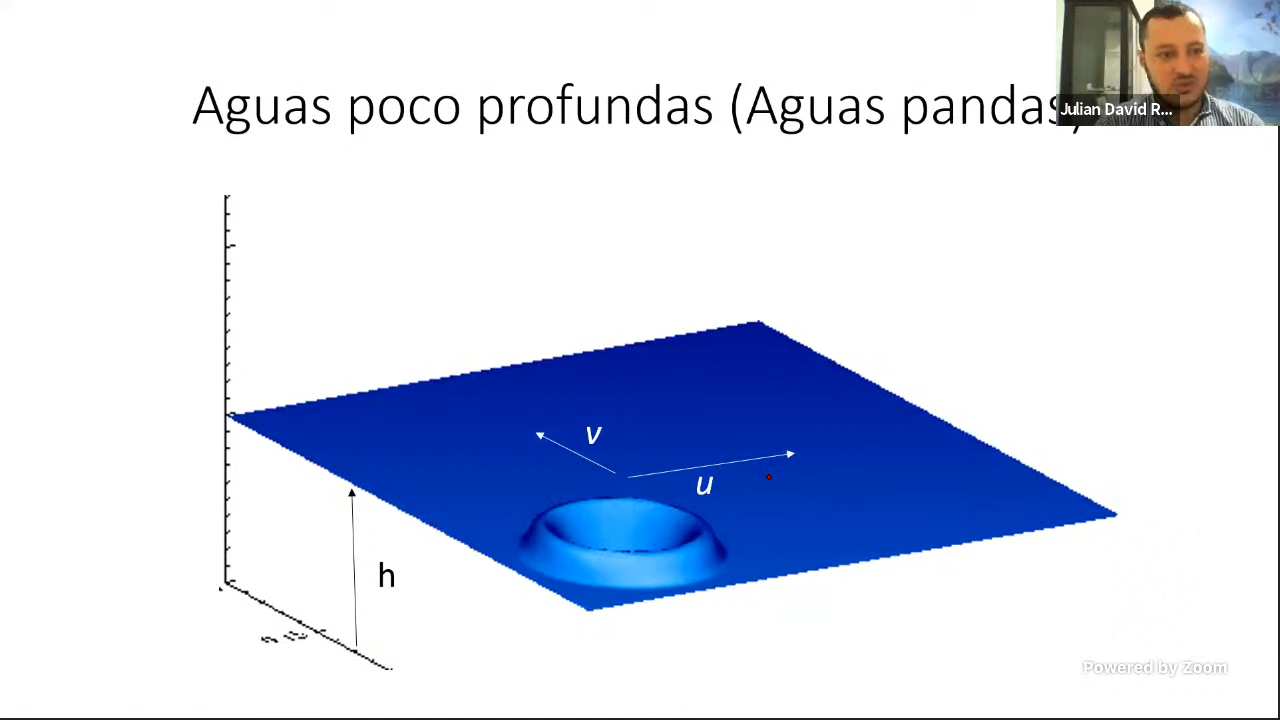 Aguas poco profundas (Aguas pandas)
Julian David R...
v
u
h
Powered by Zoom